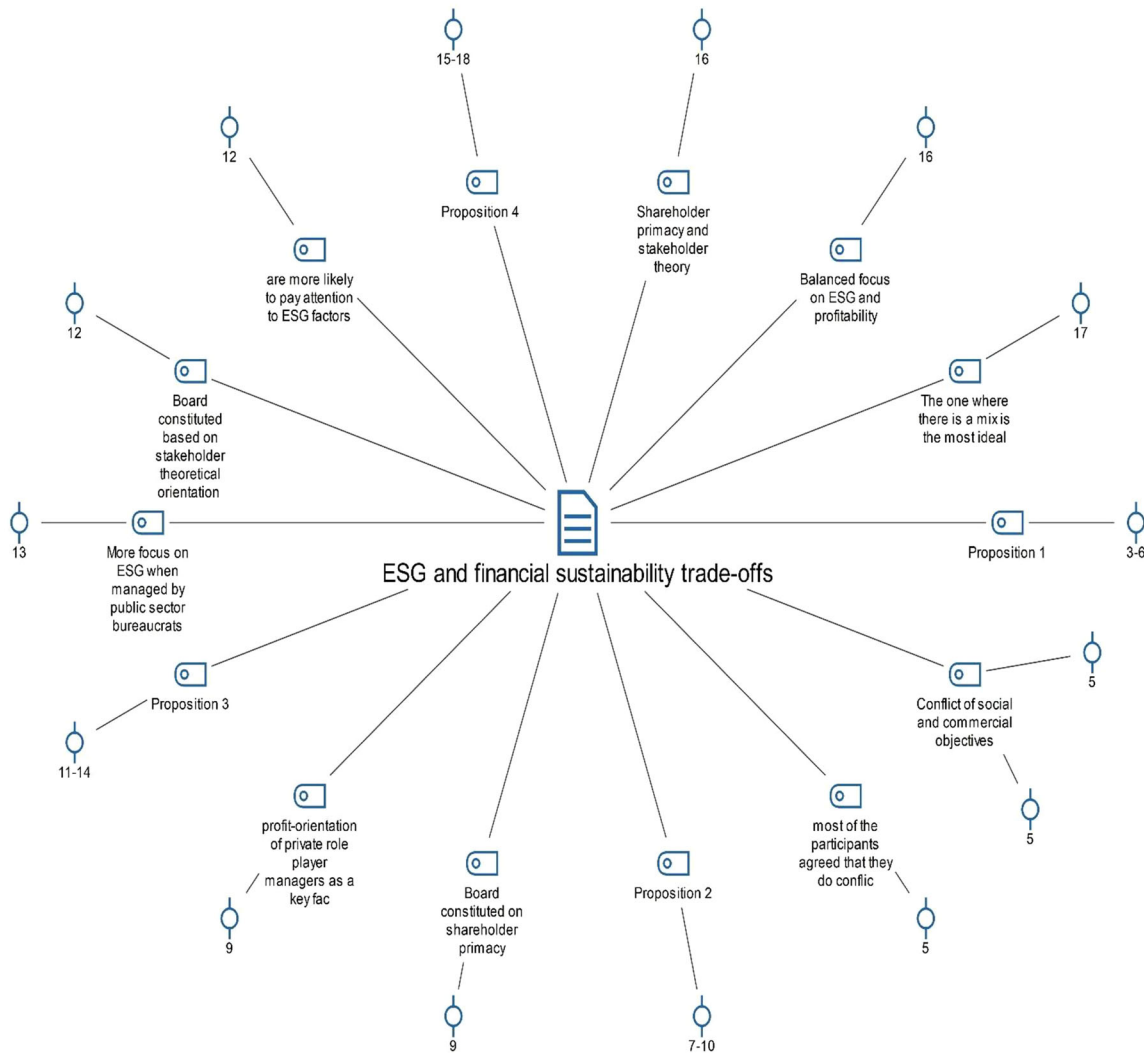 15-18
16
12
16
Proposition 4
Shareholder
primacy and
stakeholder
theory
are more likely
to pay attention
to ESG factors
Balanced focus
on ESG and
profitability
12
17
Board
constituted
based on
stakeholder
theoretical
orientation
The one where
there is a mix is
the most ideal
13
More focus on
ESG when
managed by
public sector
bureaucrats
ESG and financial sustainability trade-offs
Proposition 1
3-6
Proposition 3
11-14
Conflict of social
and commercial
objectives
5
5
profit-orientation
of private role
player
managers as a
key fac
9
Board
constituted on
shareholder
primacy
9
Proposition 2
7-10
most of the
participants
agreed that they
do conflic
5